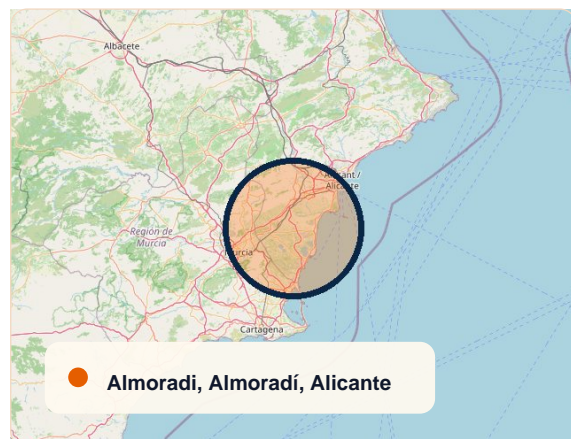 Albacete
Alacant /
Alicante
Región de
Murcia
Murcia
Cartagena
Almoradi, Almoradí, Alicante